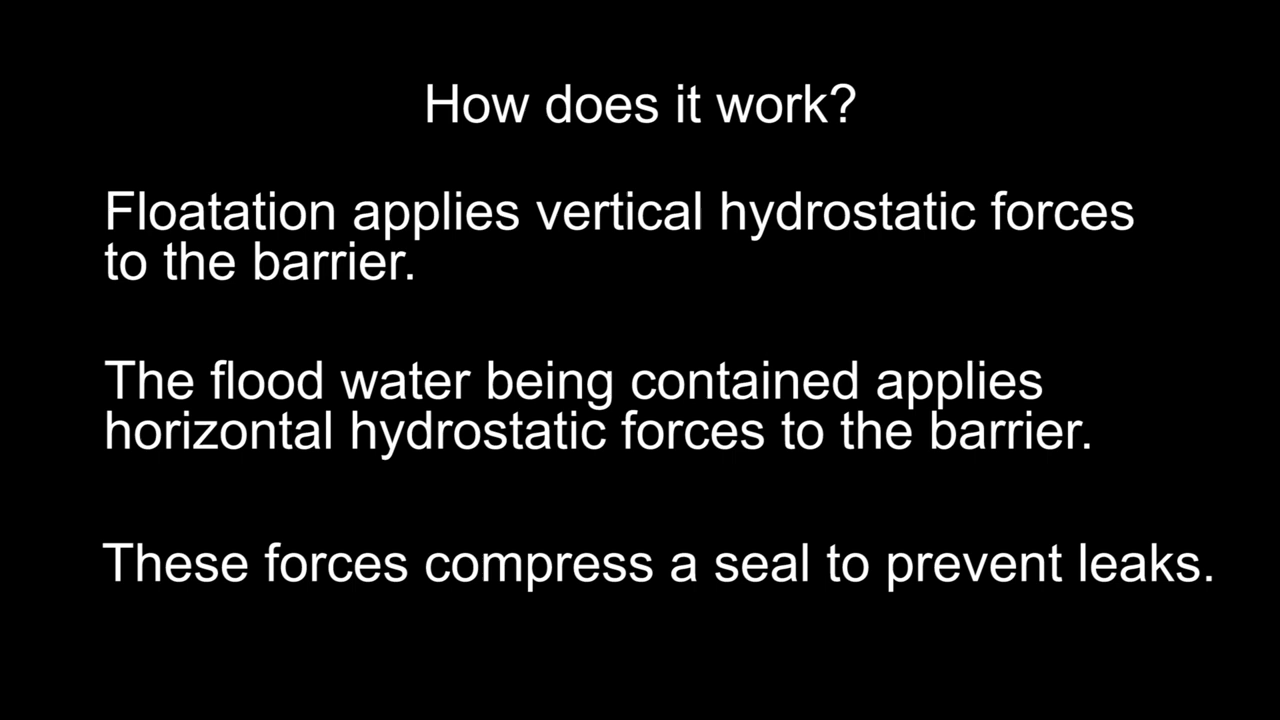 How does it work?
Floatation applies vertical hydrostatic forces
to the barrier.
The flood water being contained applies
horizontal hydrostatic forces to the barrier.
These forces compress a seal to prevent leaks.